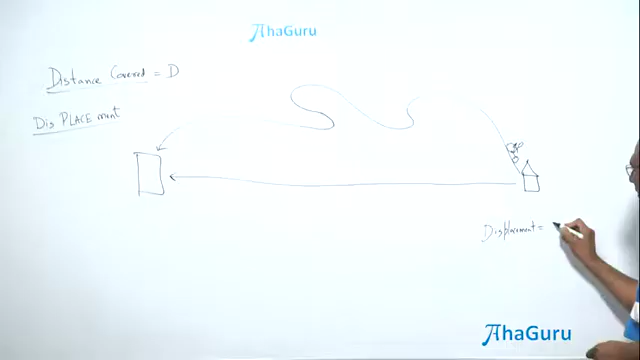 AhaGuru
Distance Covered = D
DisPLACEment
Displacement =
AhaGuru